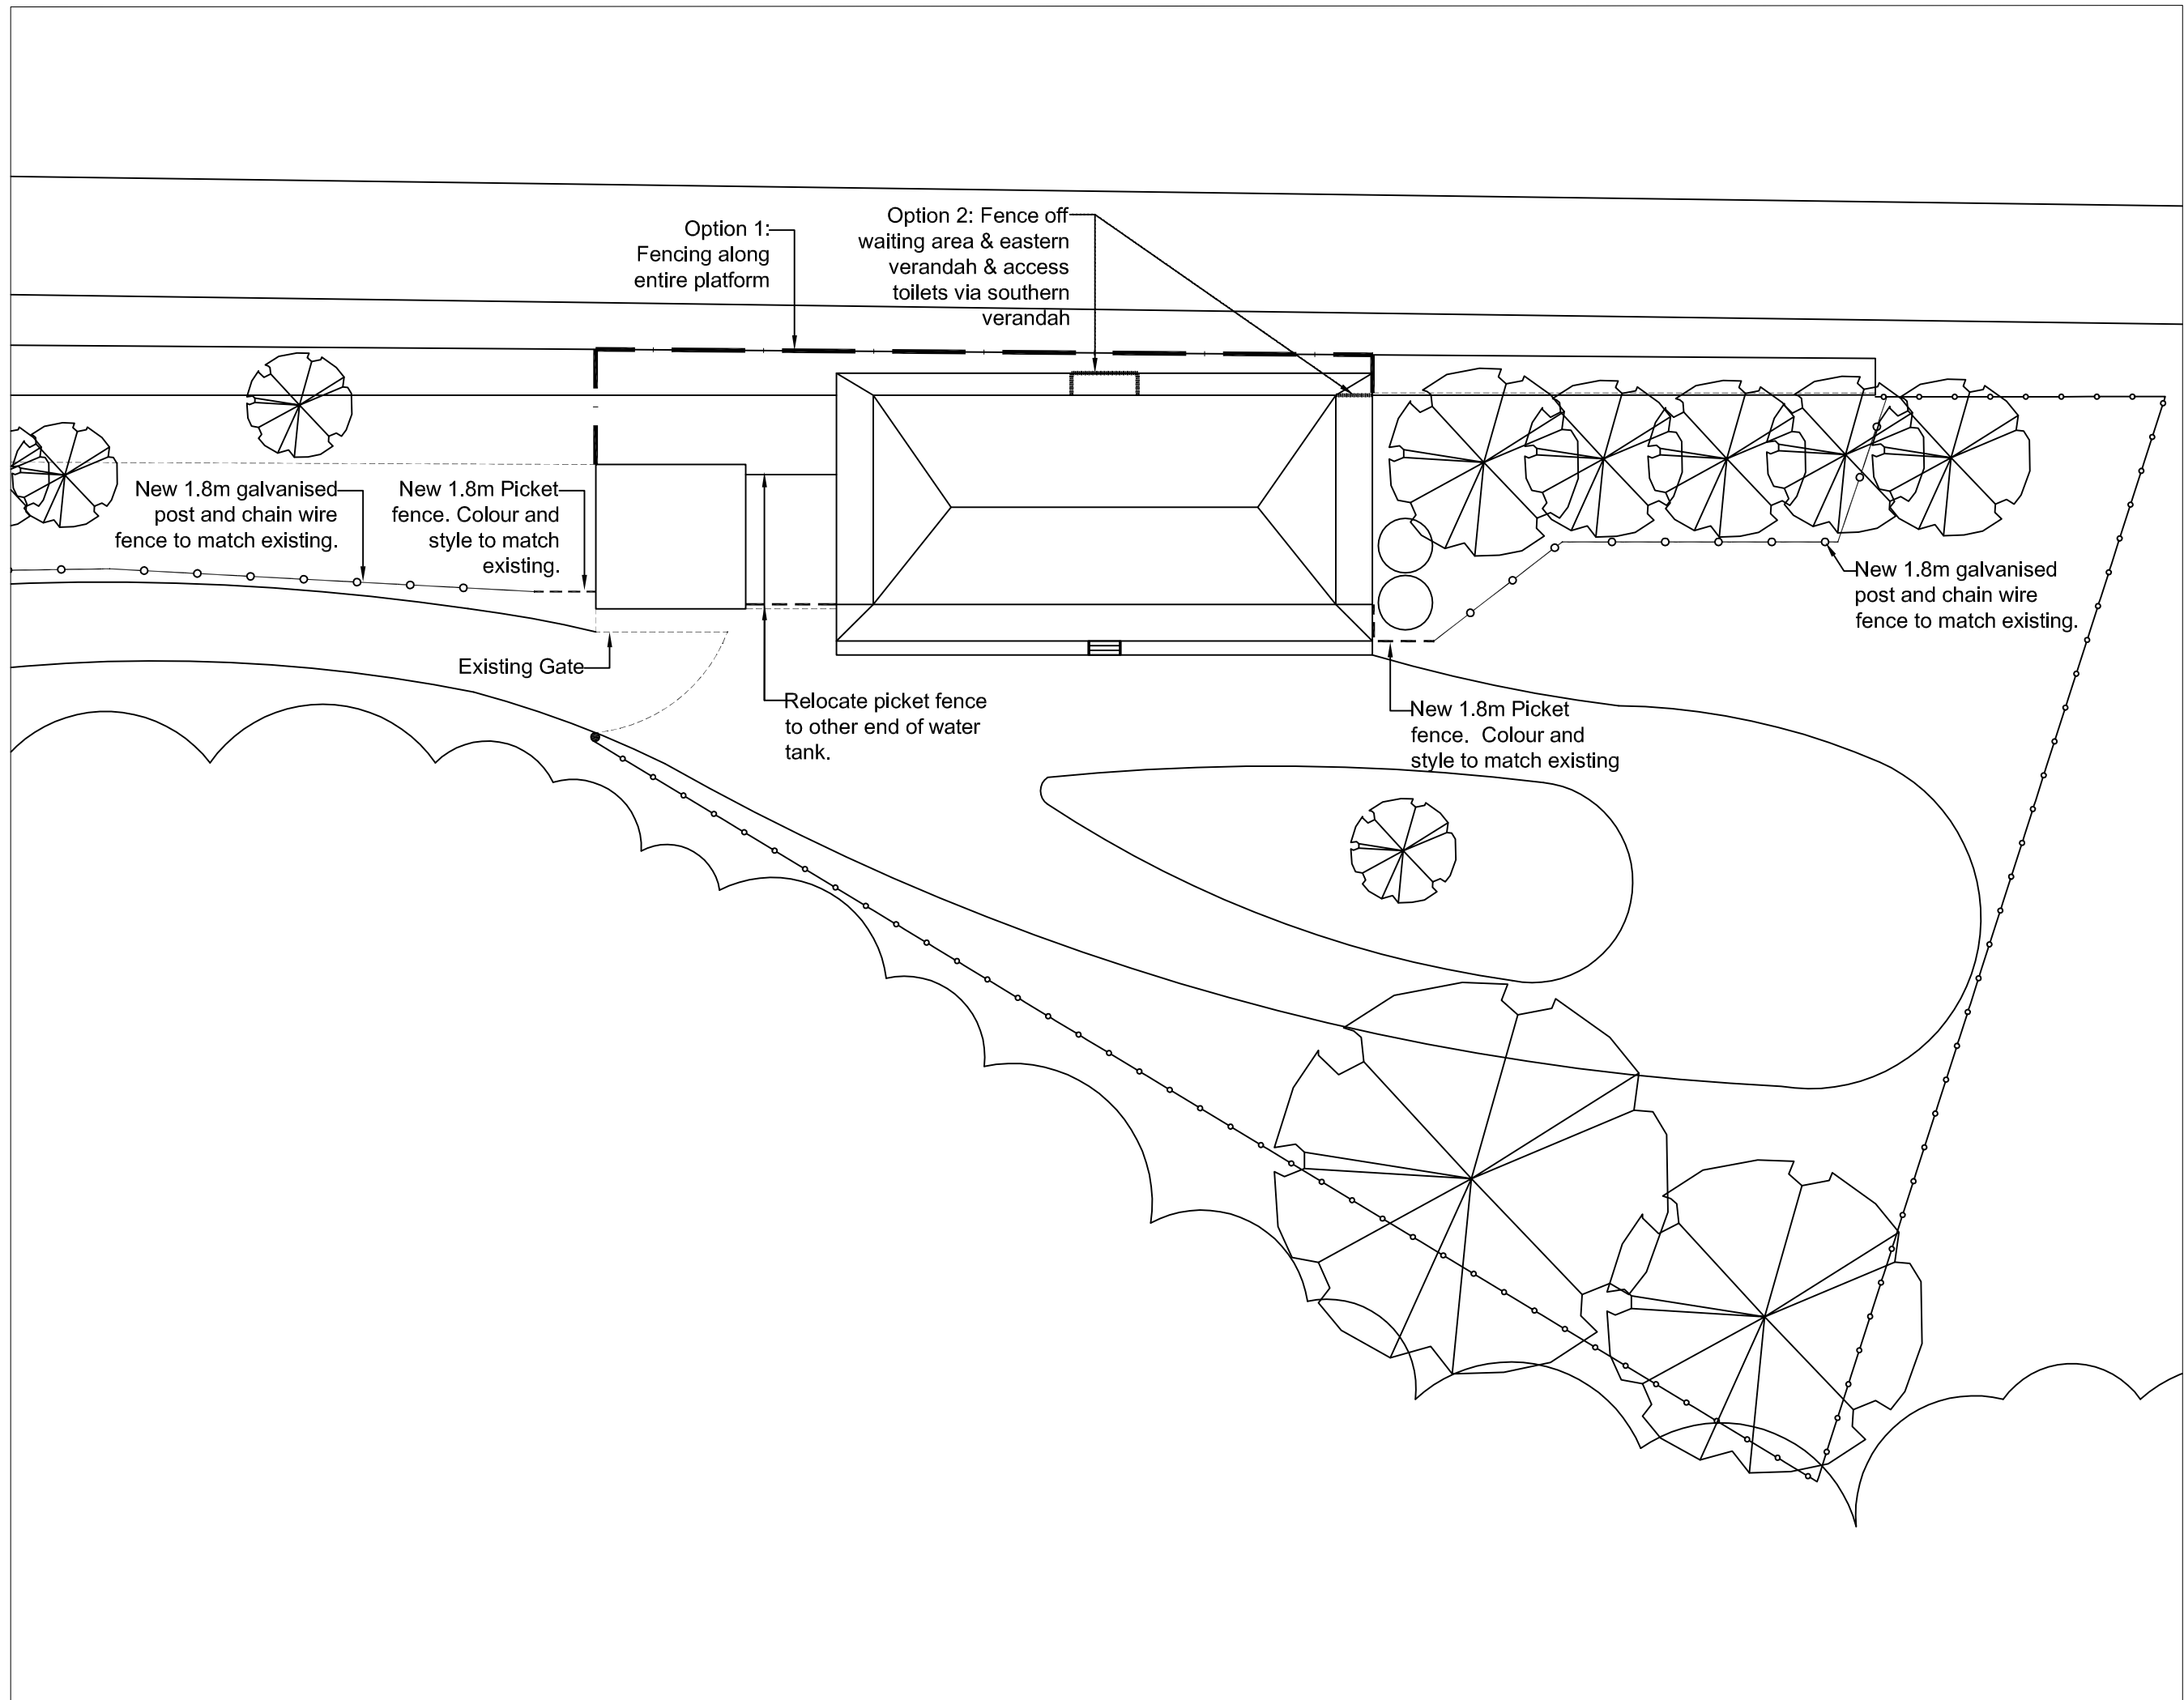 Option 1:
Fencing along
entire platform
Option 2: Fence off
waiting area & eastern
verandah & access
toilets via southern
verandah
New 1.8m galvanised
post and chain wire
fence to match existing.
New 1.8m Picket
fence. Colour and
style to match
existing.
Existing Gate
Relocate picket fence
to other end of water
tank.
New 1.8m Picket
fence.  Colour and
style to match existing
New 1.8m galvanised
post and chain wire
fence to match existing.